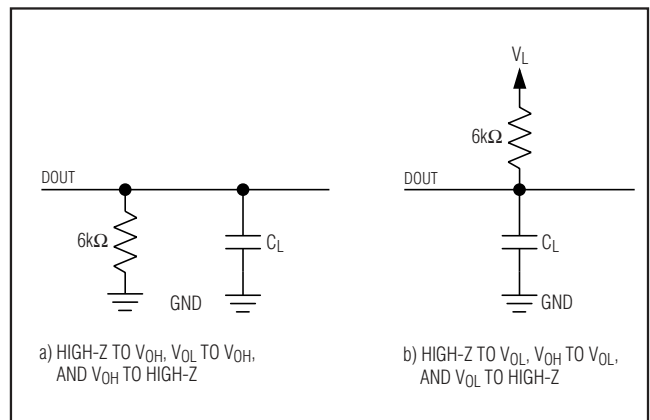 DOUT
6kΩ
C_L
GND
a) HIGH-Z TO V_OH, V_OL TO V_OH,
AND V_OH TO HIGH-Z
V_L
6kΩ
DOUT
C_L
GND
b) HIGH-Z TO V_OL, V_OH TO V_OL,
AND V_OL TO HIGH-Z